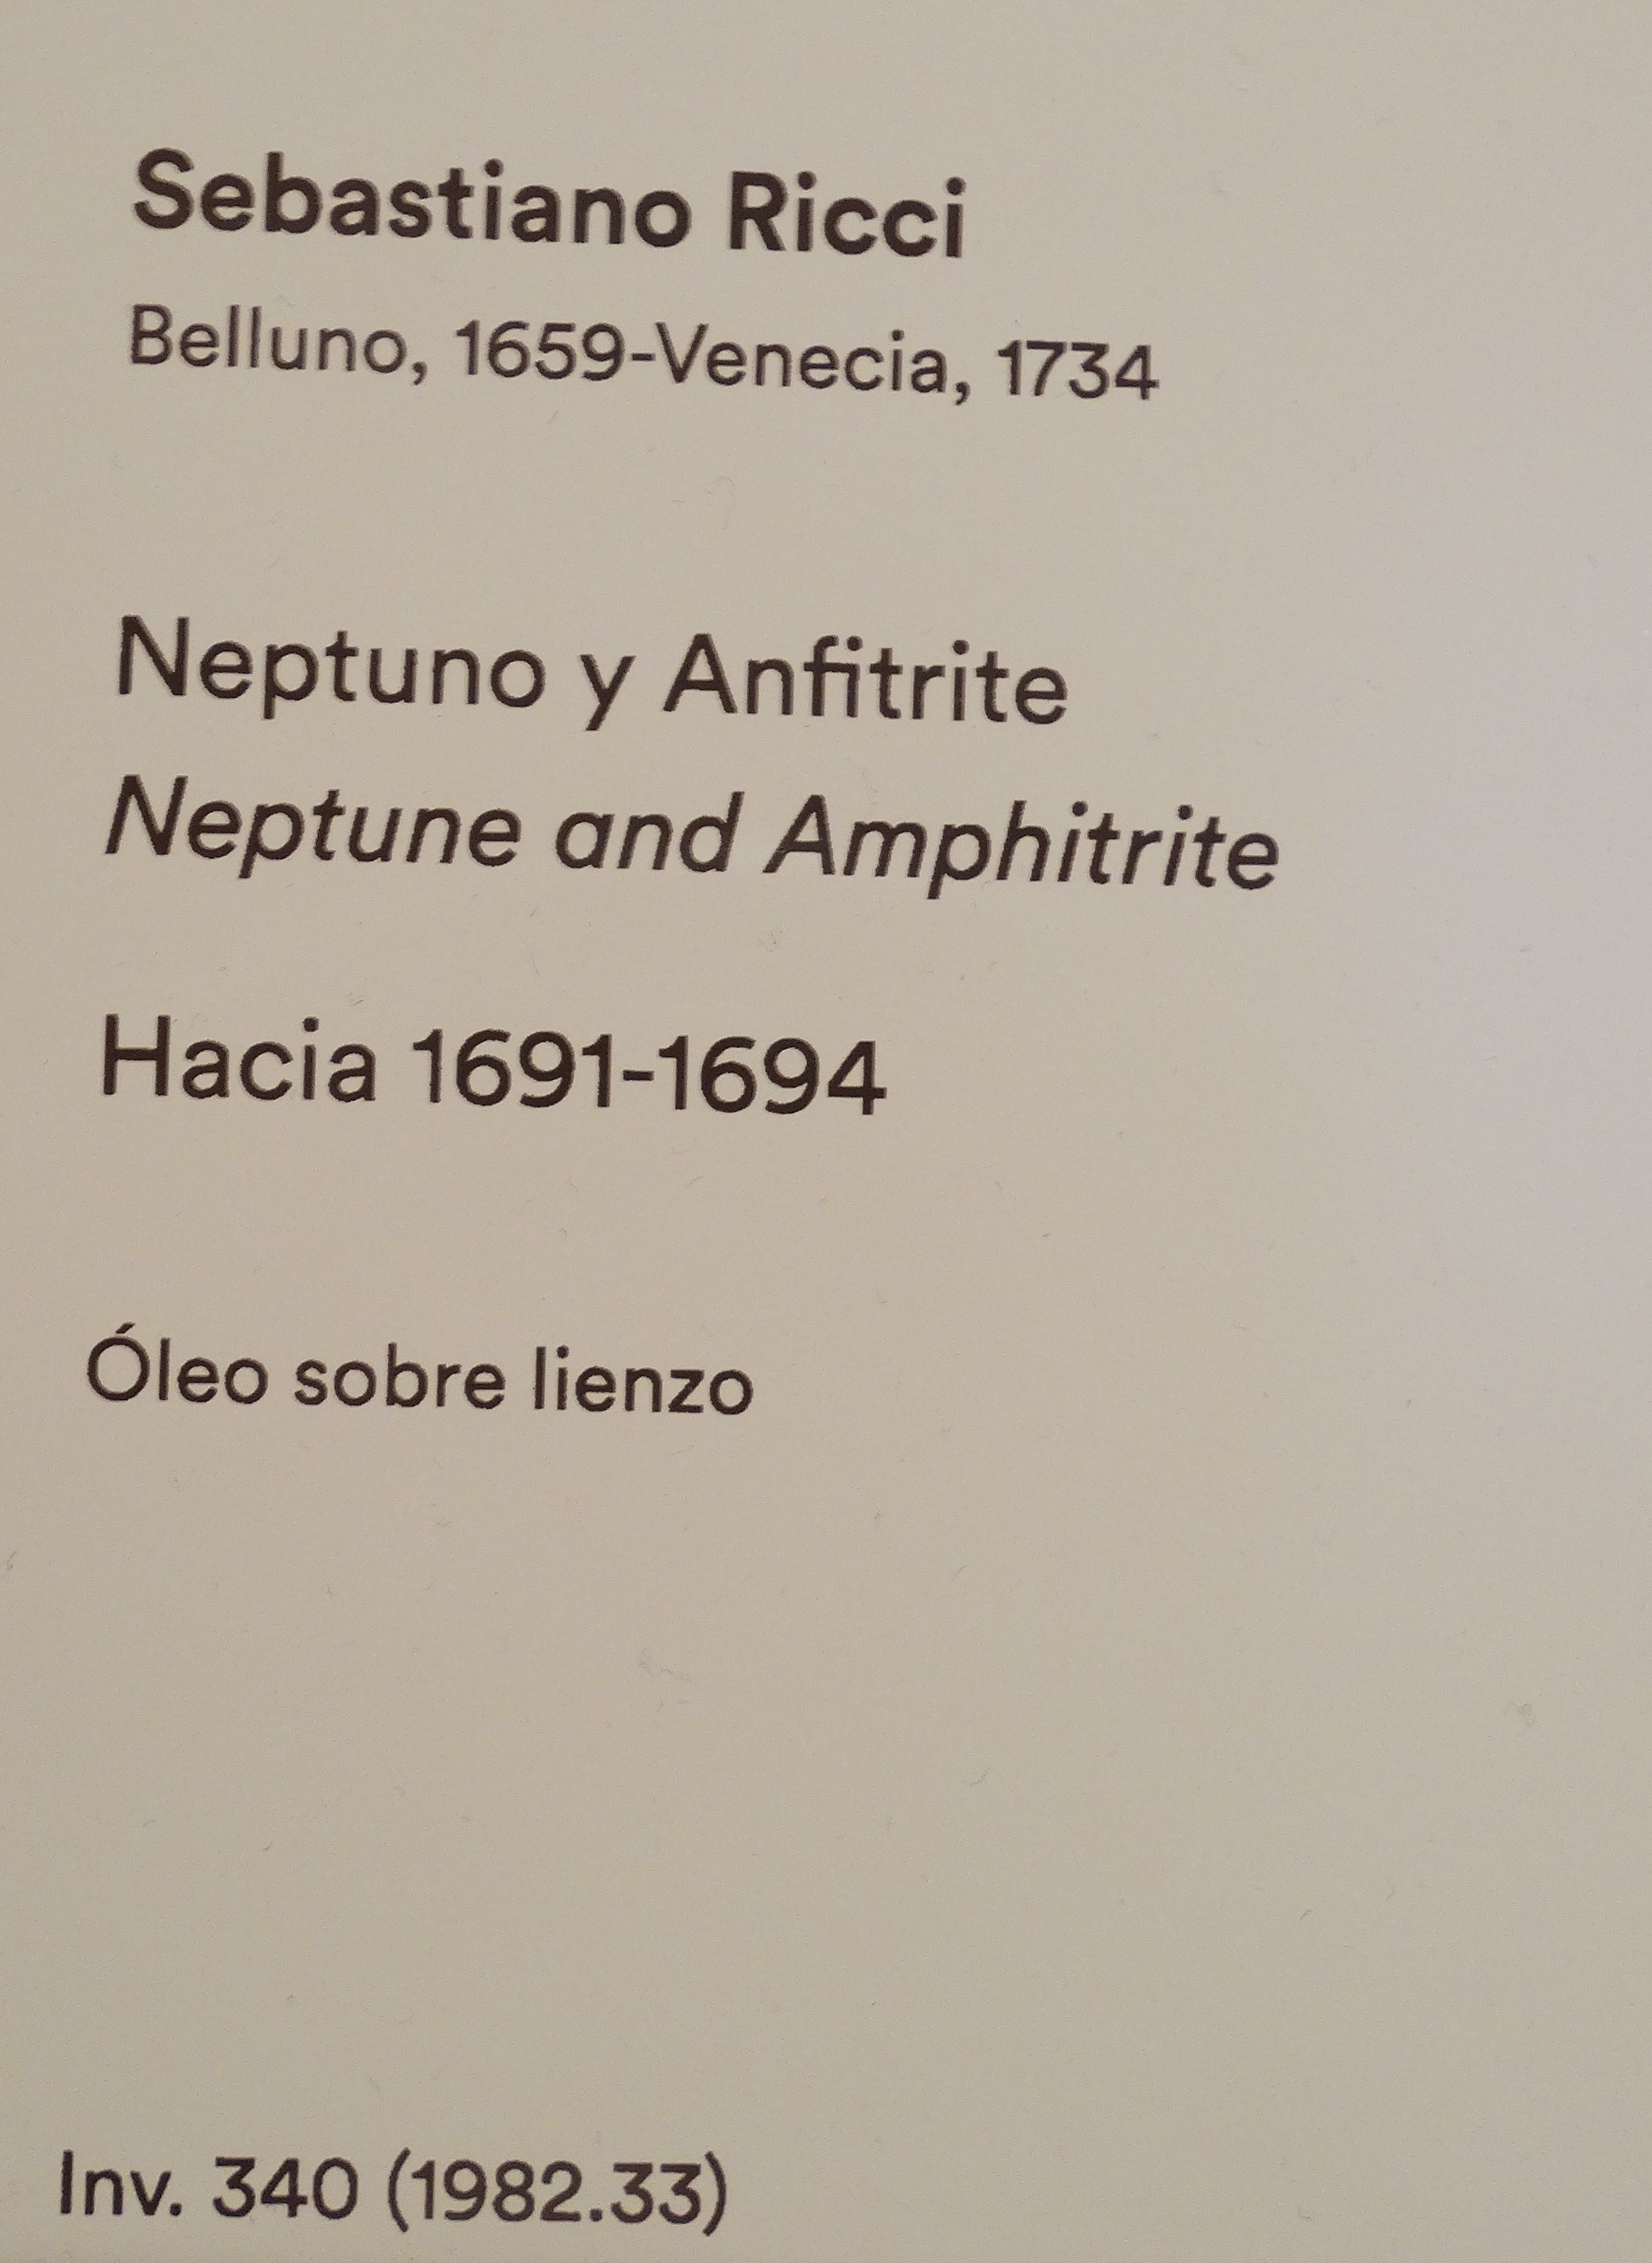 Sebastiano Ricci
Belluno, 1659-Venecia, 1734
Neptuno y Anfitrite
Neptune and Amphitrite
Hacia 1691-1694
Óleo sobre lienzo
Inv. 340 (1982.33)